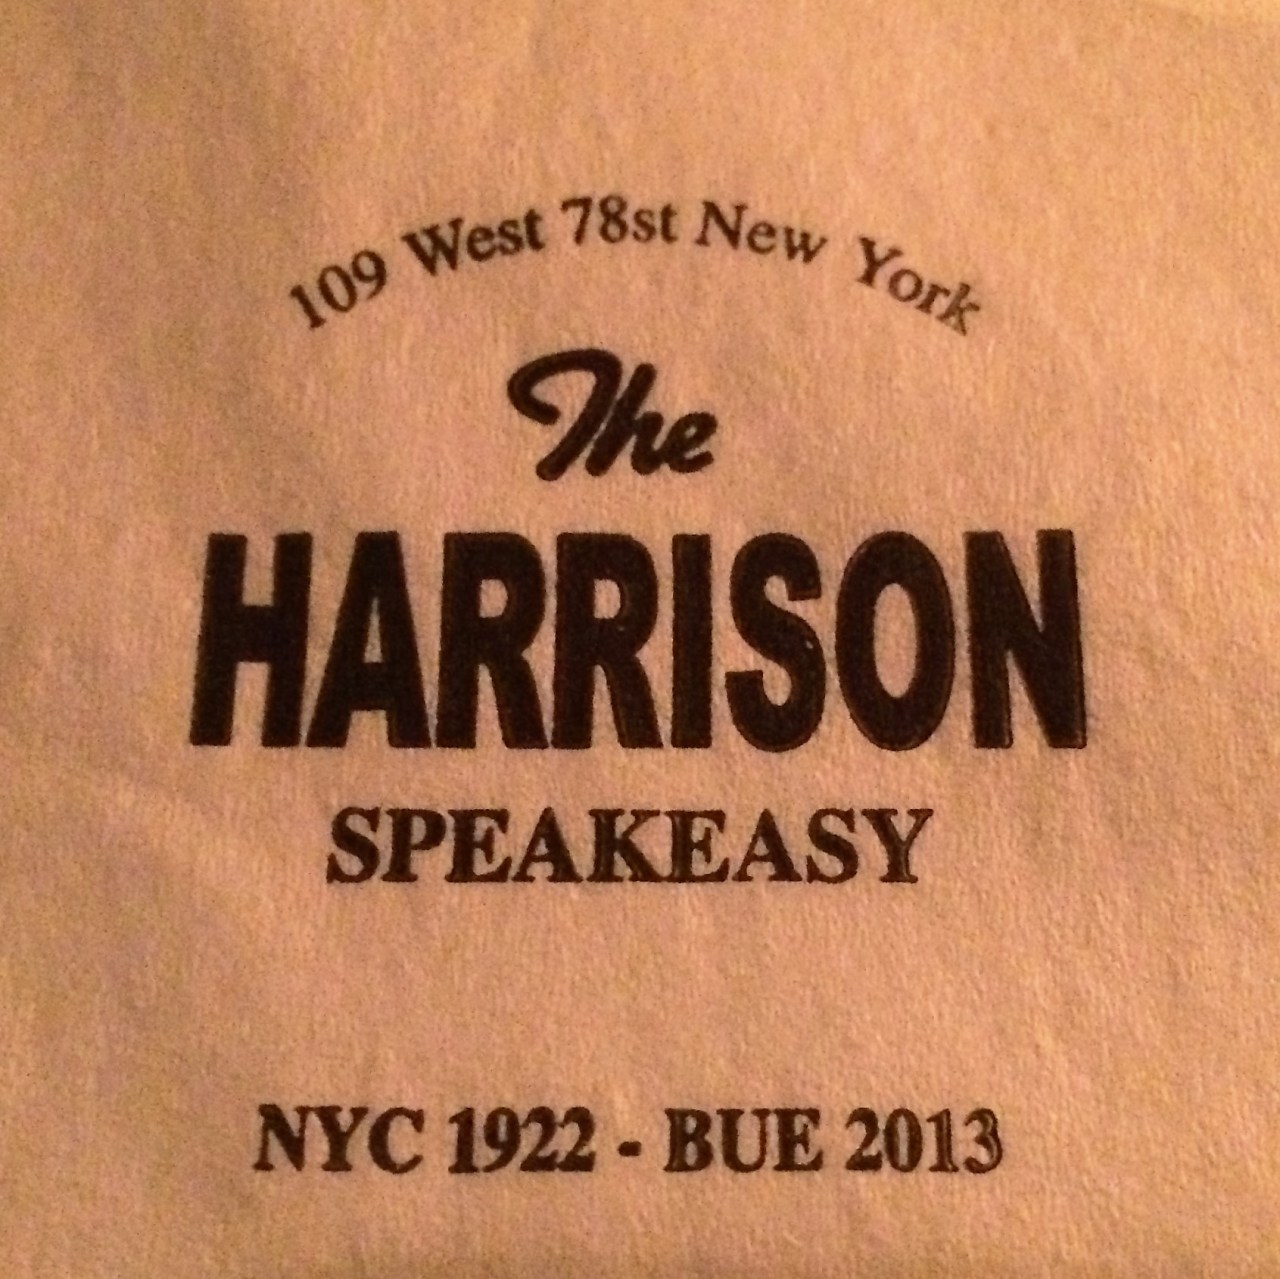 109 West 78st New York
The
HARRISON
SPEAKEASY
NYC 1922 - BUE 2013